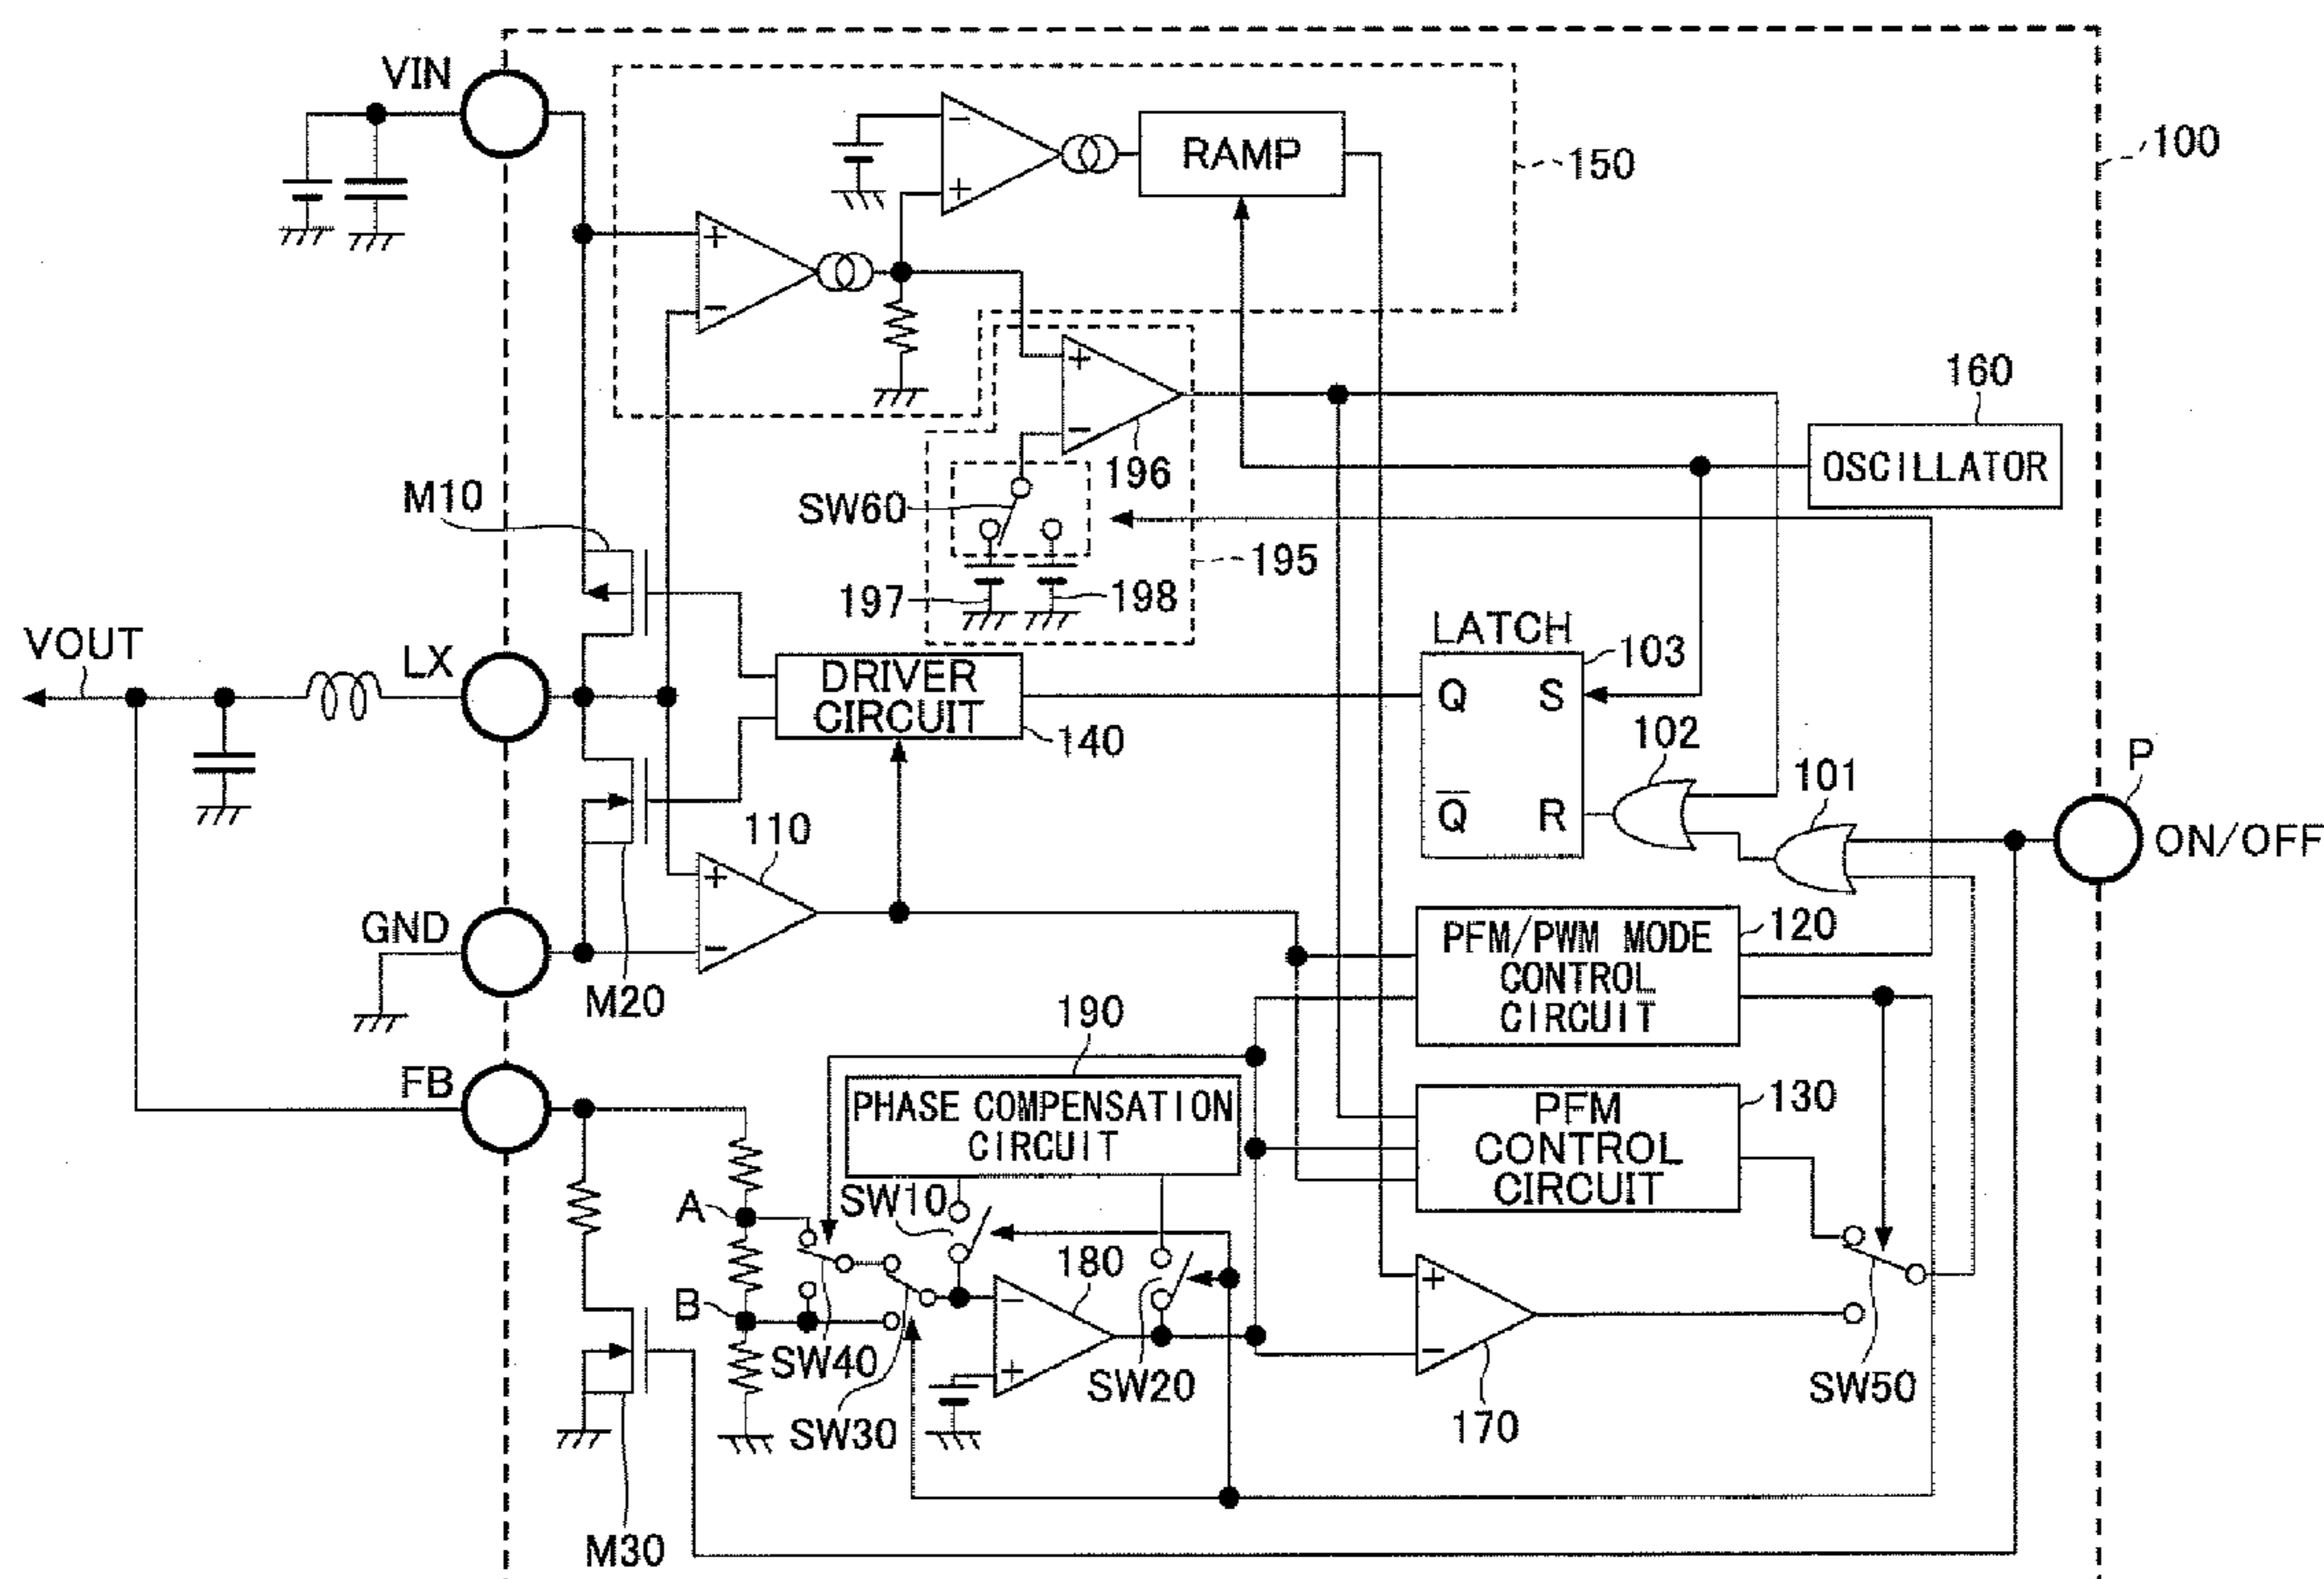 VIN
150
100
RAMP
-
+
+
-
+
-
196
160
OSCILLATOR
M10
SW60
195
197
198
LATCH
103
VOUT
LX
DRIVER
CIRCUIT
140
Q
S
102
101
P
Q
R
ON/OFF
110
+
-
GND
M20
PFM/PWM MODE
CONTROL
CIRCUIT
120
190
FB
PHASE COMPENSATION
CIRCUIT
PFM
CONTROL
CIRCUIT
130
A
SW10
180
B
-
+
+
-
SW40
SW30
SW20
170
SW50
M30